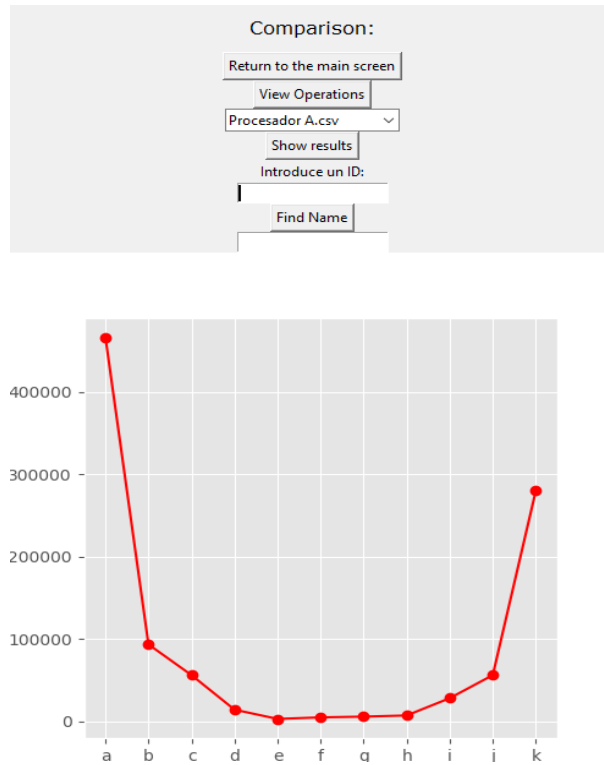 Comparison:
Return to the main screen
View Operations
Procesador A.csv
Show results
Introduce un ID:
Find Name
400000
300000
200000
100000
0
a b c d e f g h i j k